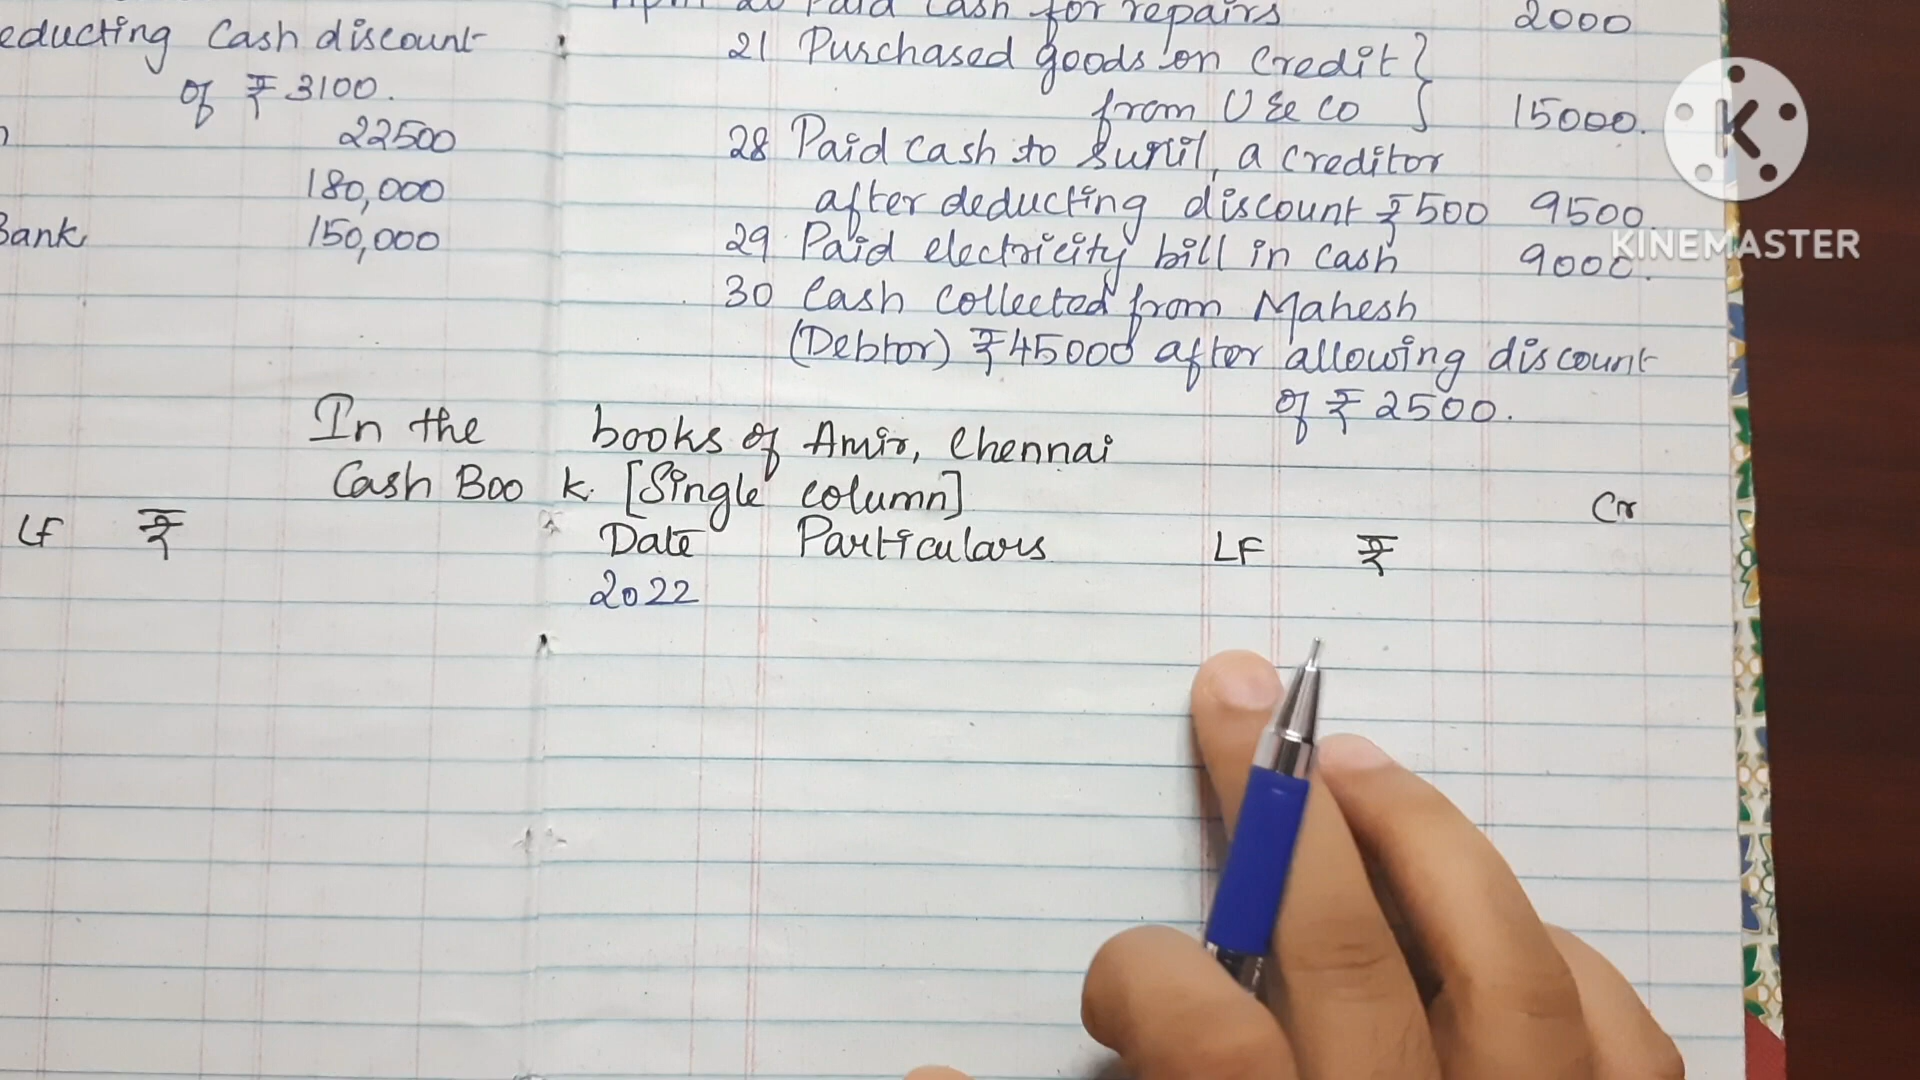 educting Cash discount
of ₹ 3100.
22500
180,000
Bank 150,000
20 Paid Cash for repairs 2000
21 Purchased goods on Credit }
from U & Co } 15000.
28 Paid cash to Sunil, a creditor
after deducting discount ₹500 9500.
29 Paid electricity bill in cash 9000.
30 Cash collected from Mahesh
(Debtor) ₹45000 after allowing discount
of ₹ 2500.
In the books of Amir, Chennai
Cash Book. [Single column]
Cr
LF ₹ Date Particulars LF ₹
2022
K
KINEMASTER